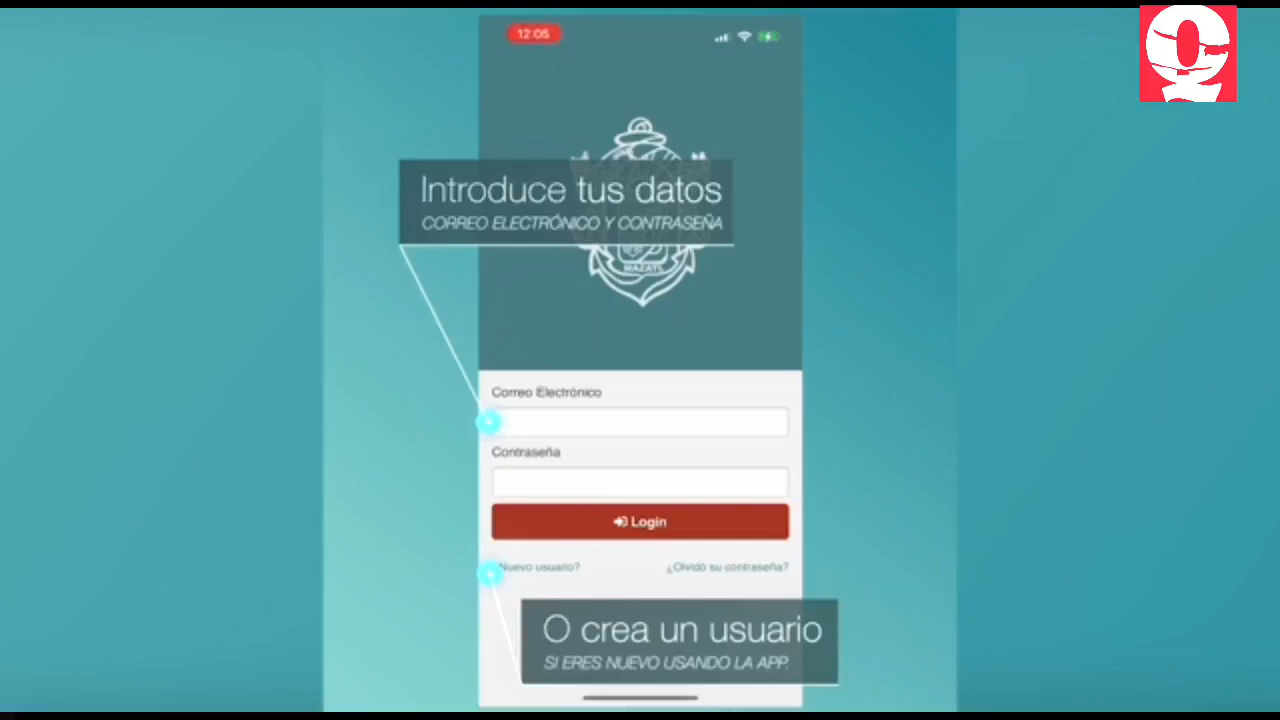 12:05
Introduce tus datos
CORREO ELECTRÓNICO Y CONTRASEÑA
MAZATL
Correo Electrónico
Contraseña
Login
Nuevo usuario?
¿Olvidó su contraseña?
O crea un usuario
SI ERES NUEVO USANDO LA APP.